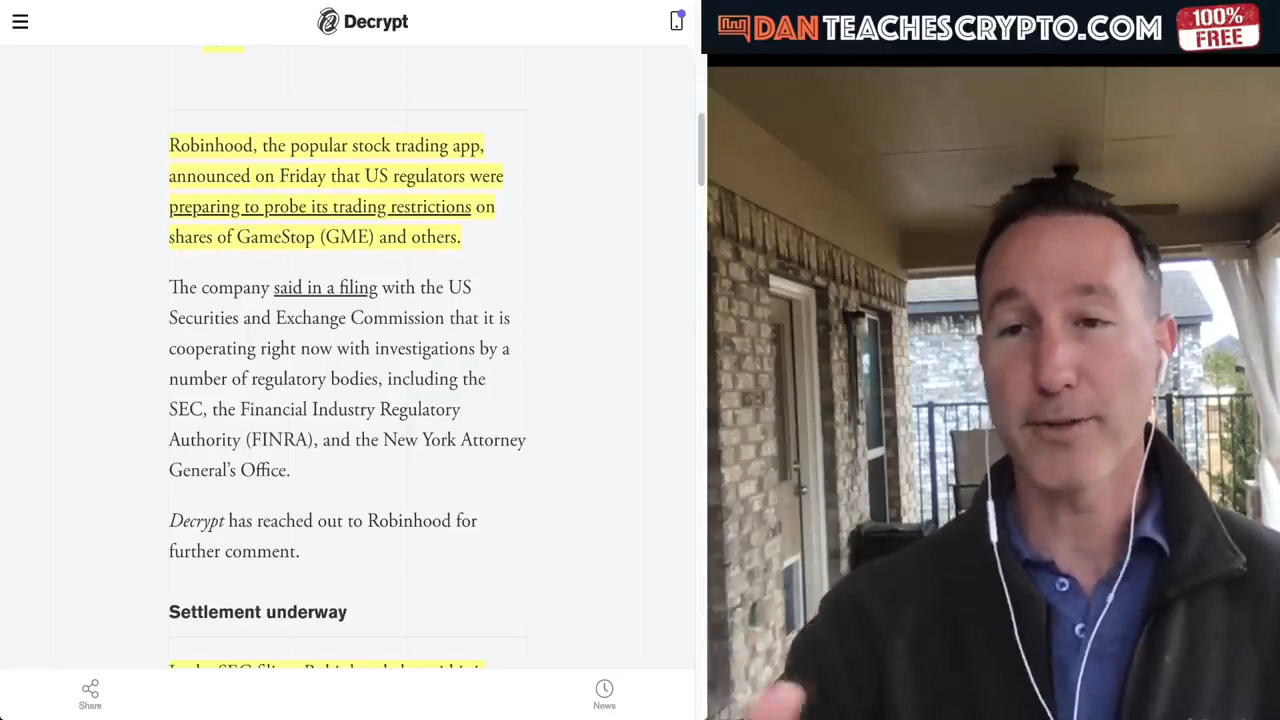 Decrypt
DANTEACHESCRYPTO.COM
100%
FREE
Robinhood, the popular stock trading app,
announced on Friday that US regulators were
preparing to probe its trading restrictions on
shares of GameStop (GME) and others.
The company said in a filing with the US
Securities and Exchange Commission that it is
cooperating right now with investigations by a
number of regulatory bodies, including the
SEC, the Financial Industry Regulatory
Authority (FINRA), and the New York Attorney
General’s Office.
Decrypt has reached out to Robinhood for
further comment.
Settlement underway
Share
News